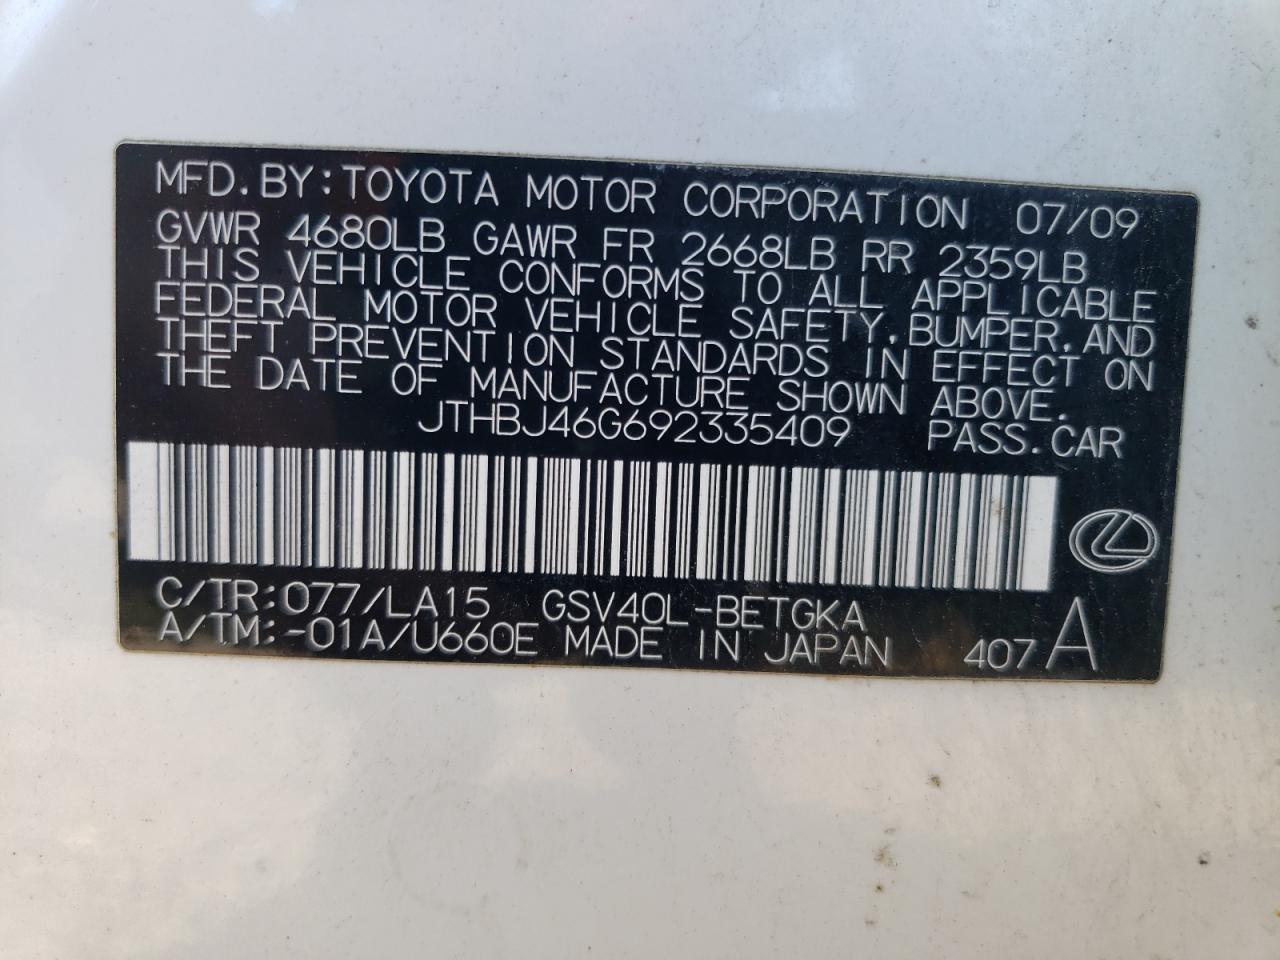 MFD.BY:TOYOTA MOTOR CORPORATION 07/09
GVWR 4680LB GAWR FR 2668LB RR 2359LB
THIS VEHICLE CONFORMS TO ALL APPLICABLE
FEDERAL MOTOR VEHICLE SAFETY,BUMPER,AND
THEFT PREVENTION STANDARDS IN EFFECT ON
THE DATE OF MANUFACTURE SHOWN ABOVE.
JTHBJ46G692335409 PASS.CAR
C/TR:077/LA15 GSV40L-BETGKA
A/TM:-01A/U660E MADE IN JAPAN 407 A